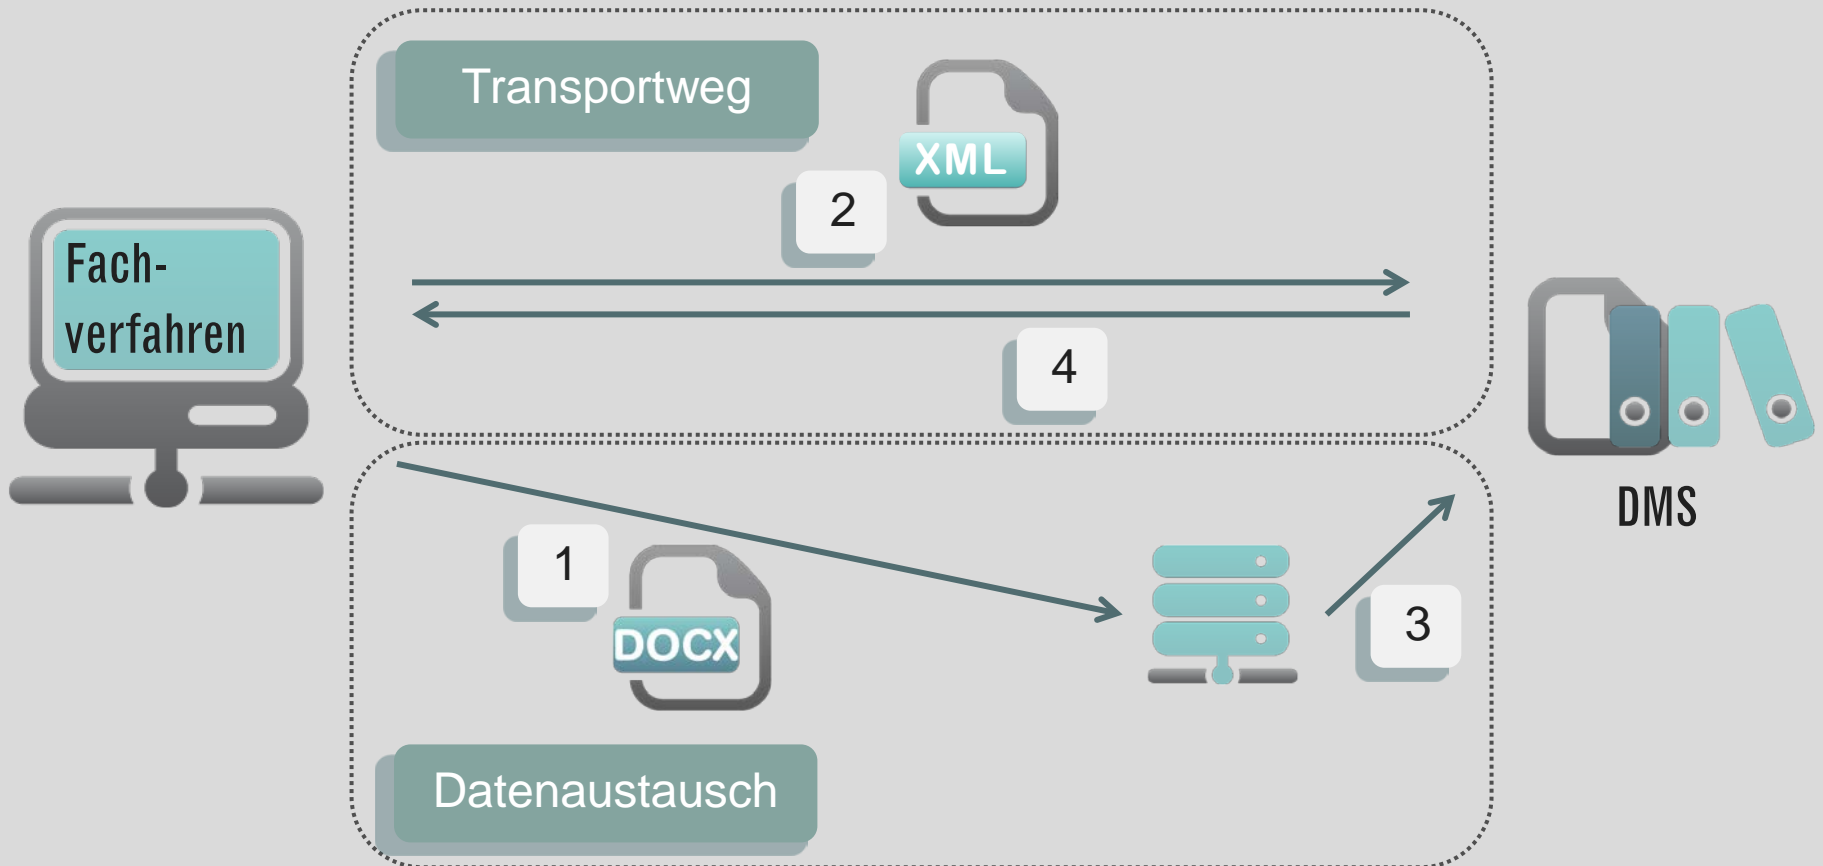 Transportweg
XML
2
Fach-
verfahren
4
DMS
1
DOCX
3
Datenaustausch